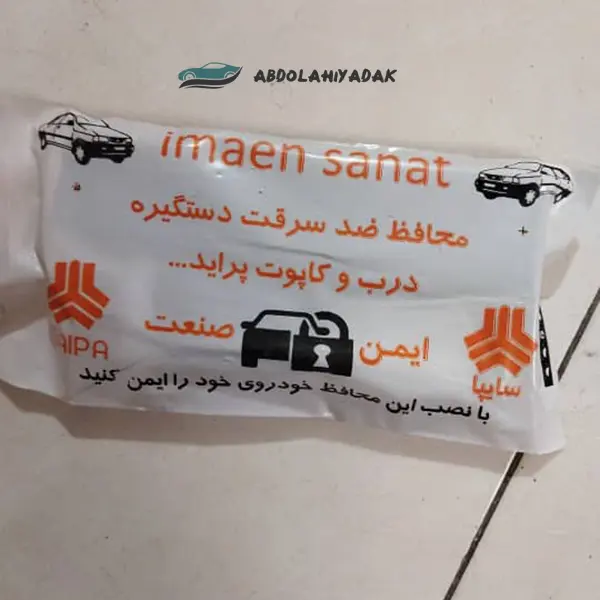 ABDOLAHIYADAK
imaen sanat
محافظ ضد سرقت دستگیره
درب و کاپوت پراید...
ایمن صنعت
سایپا
AIPA
با نصب این محافظ خودروی خود را ایمن کنید